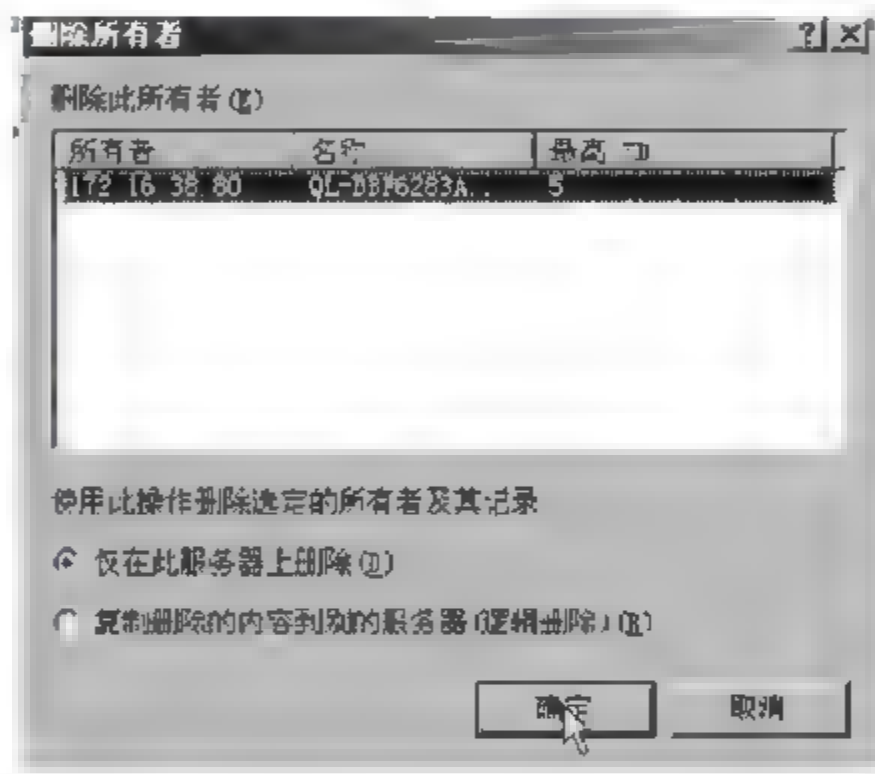 删除所有者
删除此所有者(E)
所有者 名称 最高 ID
172.16.38.80 5
使用此操作删除选定的所有者及其记录
仅在此服务器上删除(D)
复制删除的内容到别的服务器(逻辑删除)(R)
确定 取消